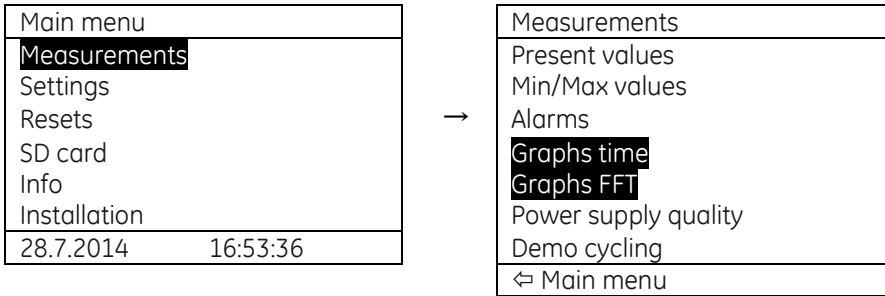 Main menu
Measurements
Settings
Resets
SD card
Info
Installation
28.7.2014 16:53:36
→
Measurements
Present values
Min/Max values
Alarms
Graphs time
Graphs FFT
Power supply quality
Demo cycling
⇦ Main menu